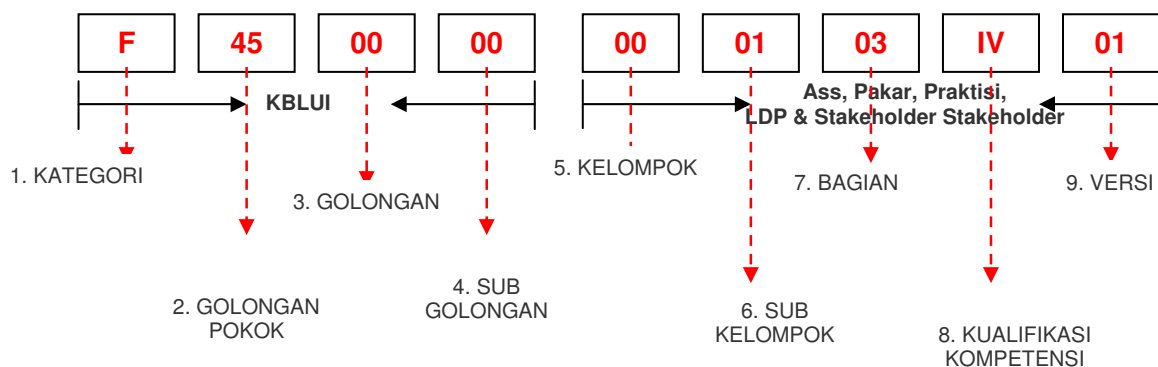 F 45 00 00 00 01 03 IV 01
KBLUI
Ass, Pakar, Praktisi,
LDP & Stakeholder Stakeholder
1. KATEGORI
5. KELOMPOK
7. BAGIAN
9. VERSI
3. GOLONGAN
4. SUB
GOLONGAN
2. GOLONGAN
POKOK
6. SUB
KELOMPOK
8. KUALIFIKASI
KOMPETENSI